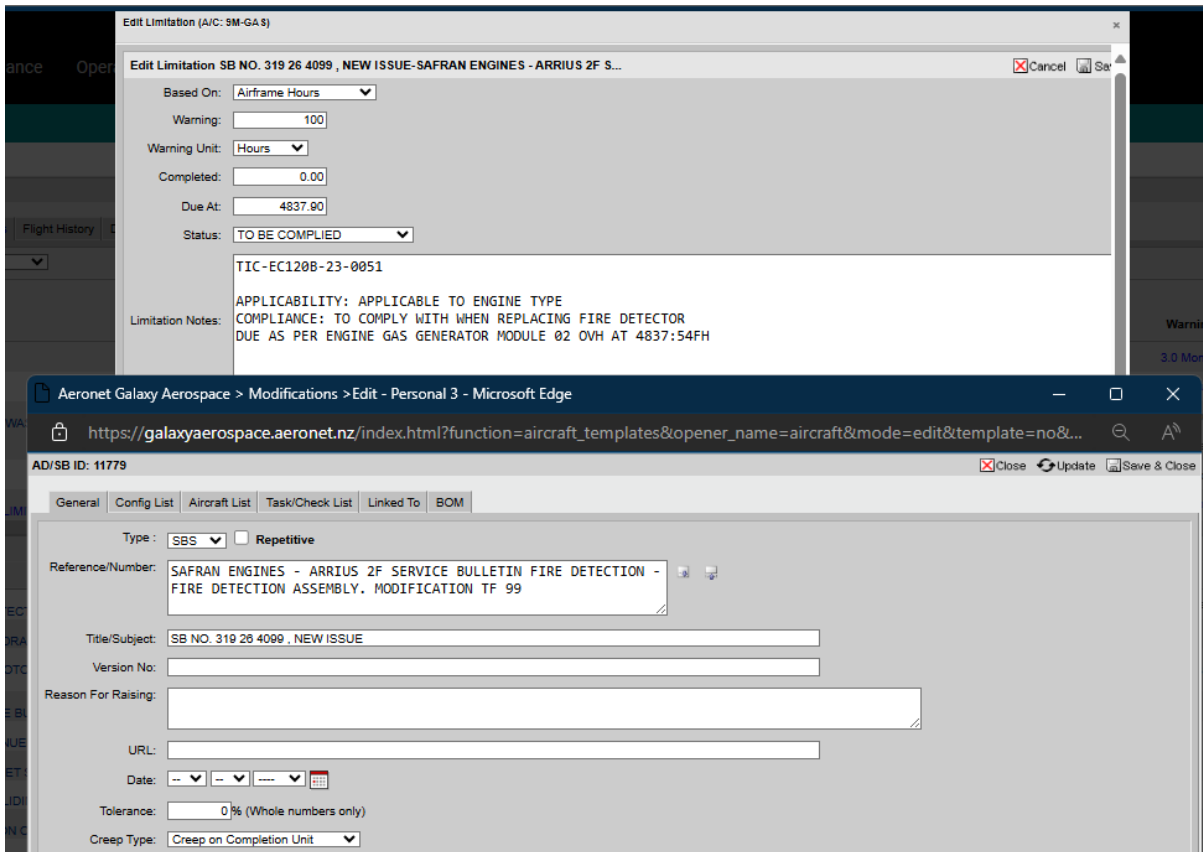 Edit Limitation (A/C: 9M-GAS)
ance Oper
Edit Limitation SB NO. 319 26 4099 , NEW ISSUE-SAFRAN ENGINES - ARRIUS 2F S...
Cancel Sa
Based On: Airframe Hours
Warning: 100
Warning Unit: Hours
Completed: 0.00
Due At: 4837.90
Flight History
Status: TO BE COMPLIED
TIC-EC120B-23-0051
APPLICABILITY: APPLICABLE TO ENGINE TYPE
Limitation Notes: COMPLIANCE: TO COMPLY WITH WHEN REPLACING FIRE DETECTOR
DUE AS PER ENGINE GAS GENERATOR MODULE 02 OVH AT 4837:54FH
Warnin
3.0 Mor
Aeronet Galaxy Aerospace > Modifications >Edit - Personal 3 - Microsoft Edge
https://galaxyaerospace.aeronet.nz/index.html?function=aircraft_templates&opener_name=aircraft&mode=edit&template=no&...
AD/SB ID: 11779
Close Update Save & Close
General Config List Aircraft List Task/Check List Linked To BOM
Type : SBS Repetitive
Reference/Number: SAFRAN ENGINES - ARRIUS 2F SERVICE BULLETIN FIRE DETECTION -
FIRE DETECTION ASSEMBLY. MODIFICATION TF 99
Title/Subject: SB NO. 319 26 4099 , NEW ISSUE
Version No:
Reason For Raising:
URL:
Date: -- -- ----
Tolerance: 0 % (Whole numbers only)
Creep Type: Creep on Completion Unit